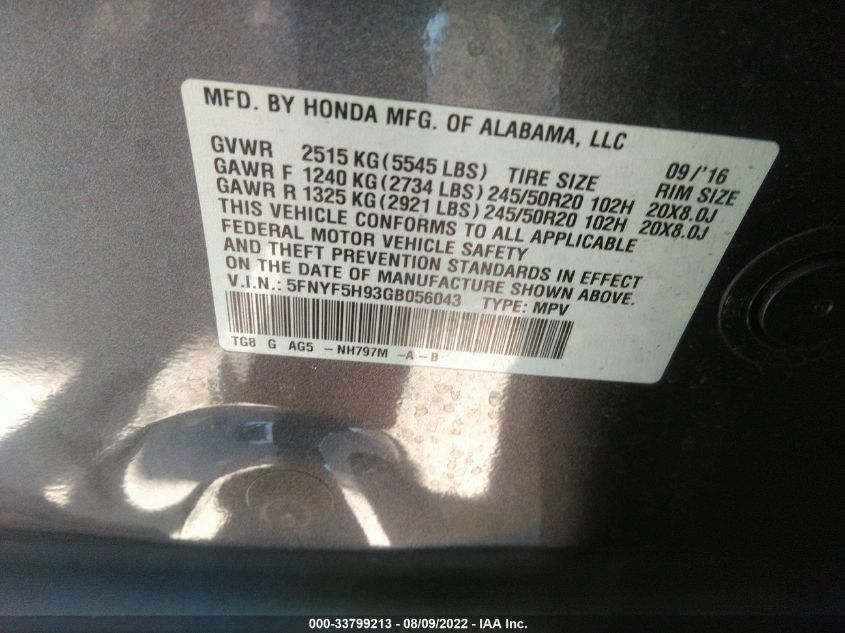 MFD. BY HONDA MFG. OF ALABAMA, LLC
GVWR 2515 KG (5545 LBS) TIRE SIZE 09/'16 RIM SIZE
GAWR F 1240 KG (2734 LBS) 245/50R20 102H 20X8.0J
GAWR R 1325 KG (2921 LBS) 245/50R20 102H 20X8.0J
THIS VEHICLE CONFORMS TO ALL APPLICABLE
FEDERAL MOTOR VEHICLE SAFETY
AND THEFT PREVENTION STANDARDS IN EFFECT
ON THE DATE OF MANUFACTURE SHOWN ABOVE.
V.I.N.: 5FNYF5H93GB056043 TYPE: MPV
TG8 G AG5 -NH797M -A-B
000-33799213 - 08/09/2022 - IAA Inc.